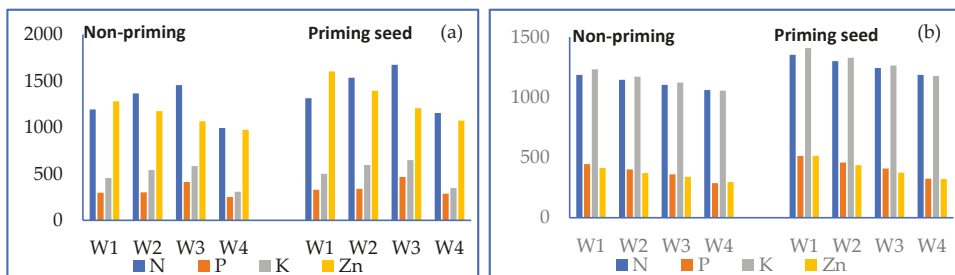 Non-priming Priming seed (a)
2000
1500
1000
500
0
W1 W2 W3 W4 W1 W2 W3 W4
N P K Zn
Non-priming Priming seed (b)
1500
1000
500
0
W1 W2 W3 W4 W1 W2 W3 W4
N P K Zn